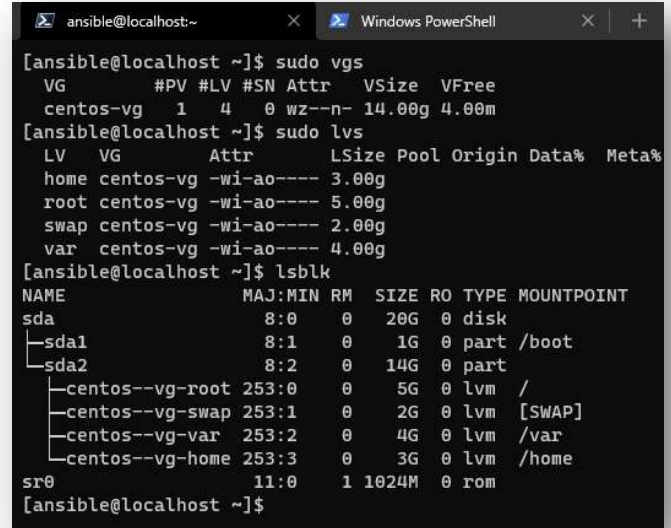 ansible@localhost:~ × Windows PowerShell × +
[ansible@localhost ~]$ sudo vgs
  VG        #PV #LV #SN Attr   VSize  VFree
  centos-vg   1   4   0 wz--n- 14.00g 4.00m
[ansible@localhost ~]$ sudo lvs
  LV   VG        Attr       LSize Pool Origin Data%  Meta%
  home centos-vg -wi-ao---- 3.00g
  root centos-vg -wi-ao---- 5.00g
  swap centos-vg -wi-ao---- 2.00g
  var  centos-vg -wi-ao---- 4.00g
[ansible@localhost ~]$ lsblk
NAME                MAJ:MIN RM  SIZE RO TYPE MOUNTPOINT
sda                   8:0    0   20G  0 disk
├─sda1                8:1    0    1G  0 part /boot
└─sda2                8:2    0   14G  0 part
  ├─centos--vg-root 253:0    0    5G  0 lvm  /
  ├─centos--vg-swap 253:1    0    2G  0 lvm  [SWAP]
  ├─centos--vg-var  253:2    0    4G  0 lvm  /var
  └─centos--vg-home 253:3    0    3G  0 lvm  /home
sr0                  11:0    1 1024M  0 rom
[ansible@localhost ~]$